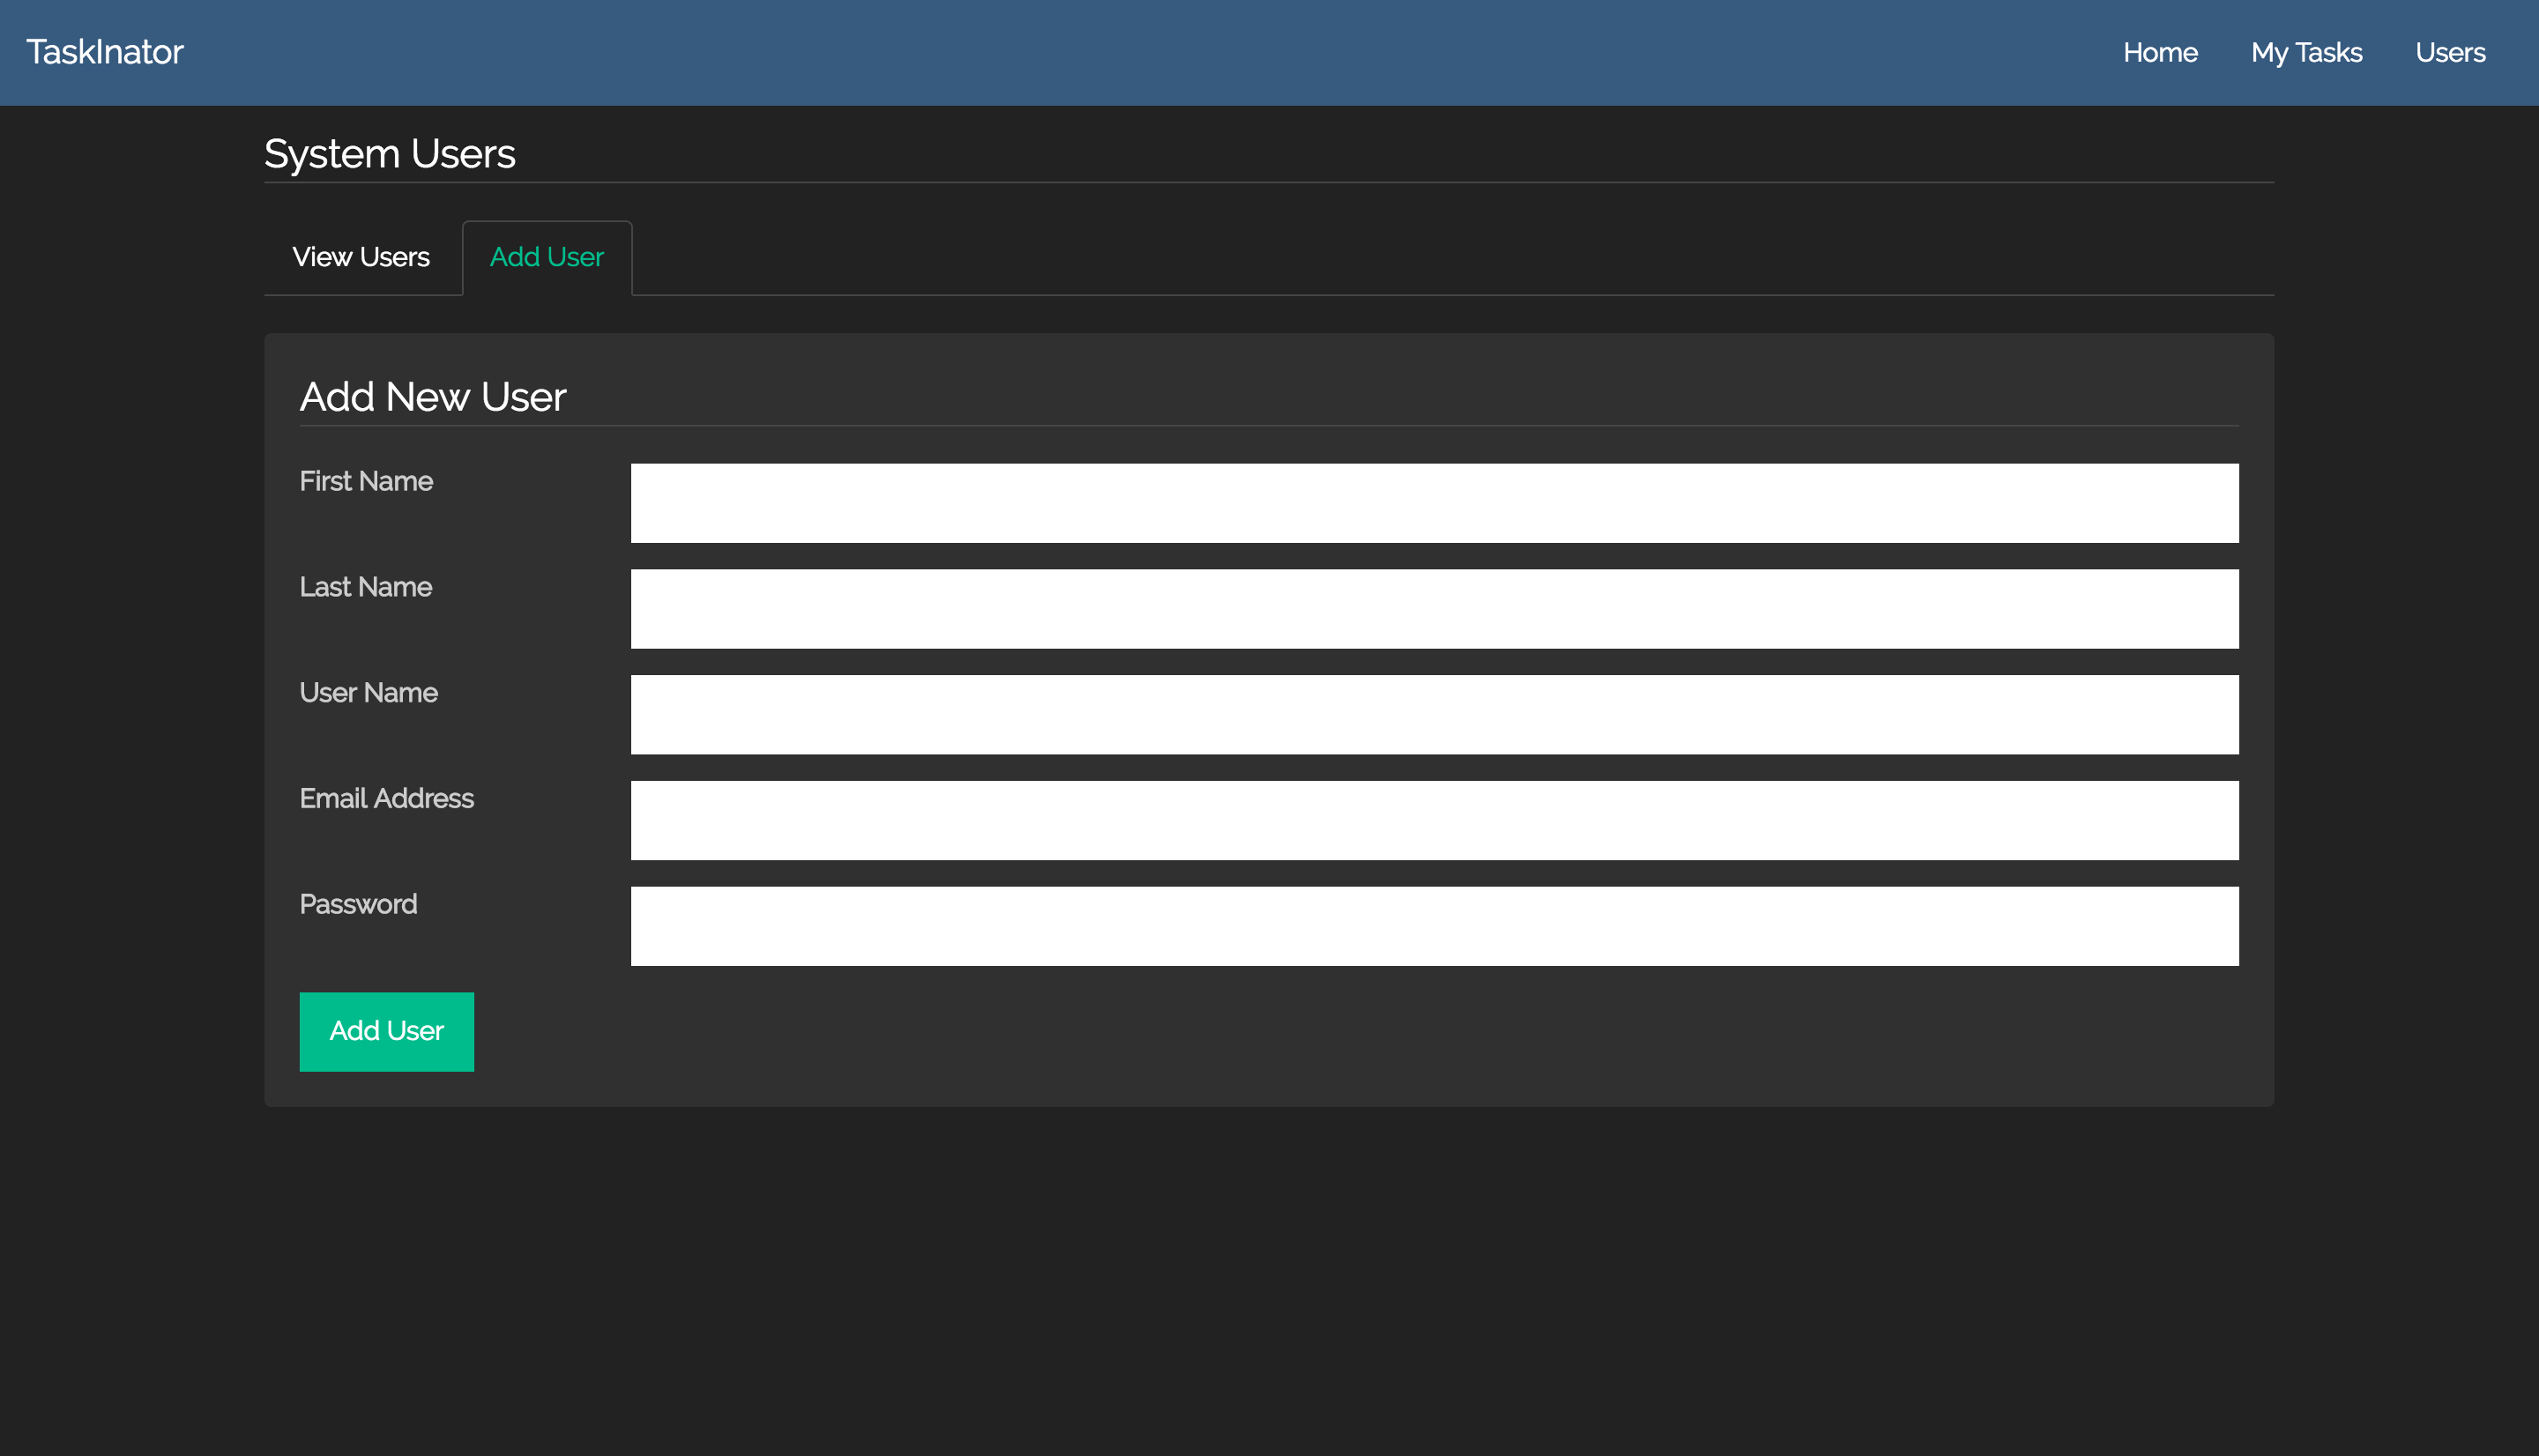 TaskInator
Home My Tasks Users
System Users
View Users Add User
Add New User
First Name
Last Name
User Name
Email Address
Password
Add User